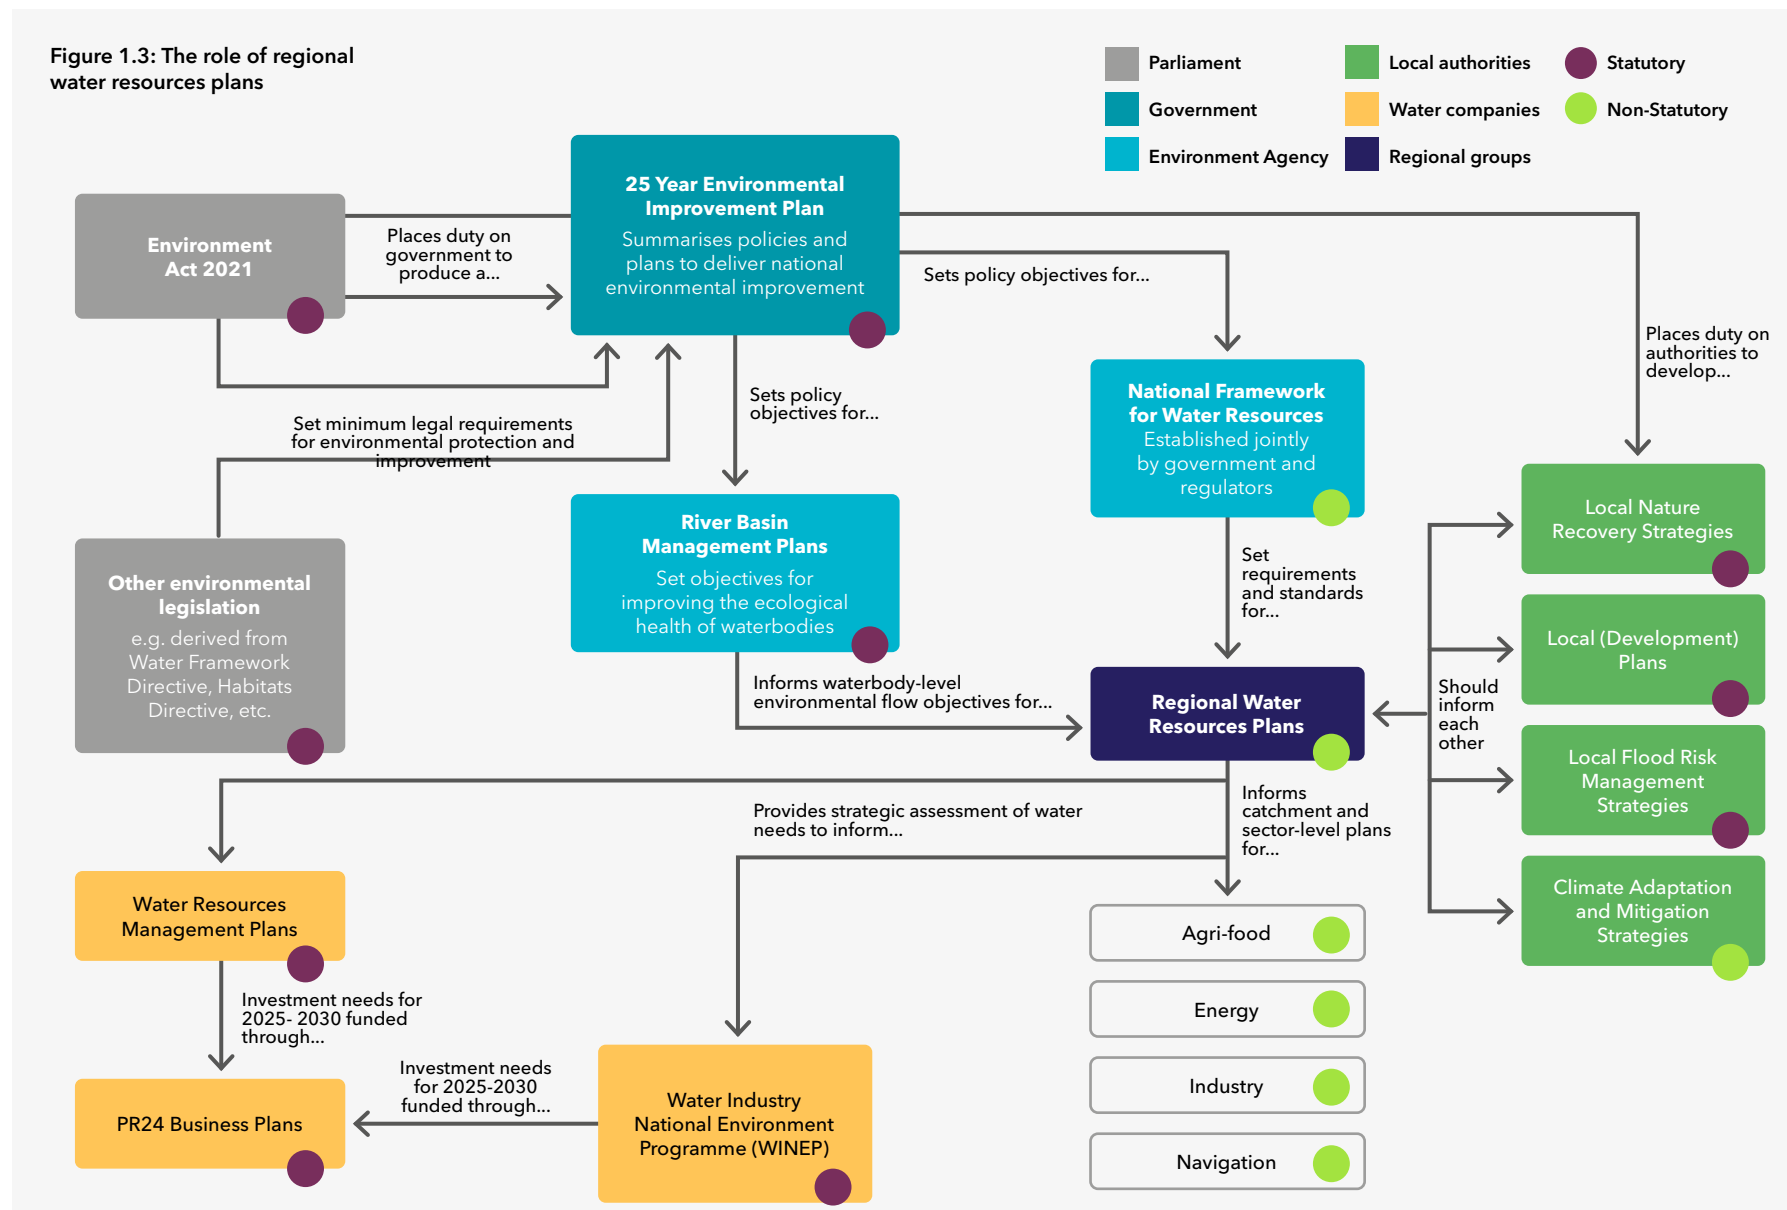 Figure 1.3: The role of regional
water resources plans
Parliament
Government
Environment Agency
Local authorities
Water companies
Regional groups
Statutory
Non-Statutory
Environment
Act 2021
Places duty on
government to
produce a...
25 Year Environmental
Improvement Plan
Summarises policies and
plans to deliver national
environmental improvement
Sets policy objectives for...
Places duty on
authorities to
develop...
Set minimum legal requirements
for environmental protection and
improvement
Sets policy
objectives for...
National Framework
for Water Resources
Established jointly
by government and
regulators
Other environmental
legislation
e.g. derived from
Water Framework
Directive, Habitats
Directive, etc.
River Basin
Management Plans
Set objectives for
improving the ecological
health of waterbodies
Set
requirements
and standards
for...
Informs waterbody-level
environmental flow objectives for...
Regional Water
Resources Plans
Should
inform
each
other
Local Nature
Recovery Strategies
Local (Development)
Plans
Local Flood Risk
Management
Strategies
Climate Adaptation
and Mitigation
Strategies
Provides strategic assessment of water
needs to inform...
Informs
catchment and
sector-level plans
for...
Water Resources
Management Plans
Investment needs for
2025- 2030 funded
through...
PR24 Business Plans
Investment needs
for 2025-2030
funded through...
Water Industry
National Environment
Programme (WINEP)
Agri-food
Energy
Industry
Navigation